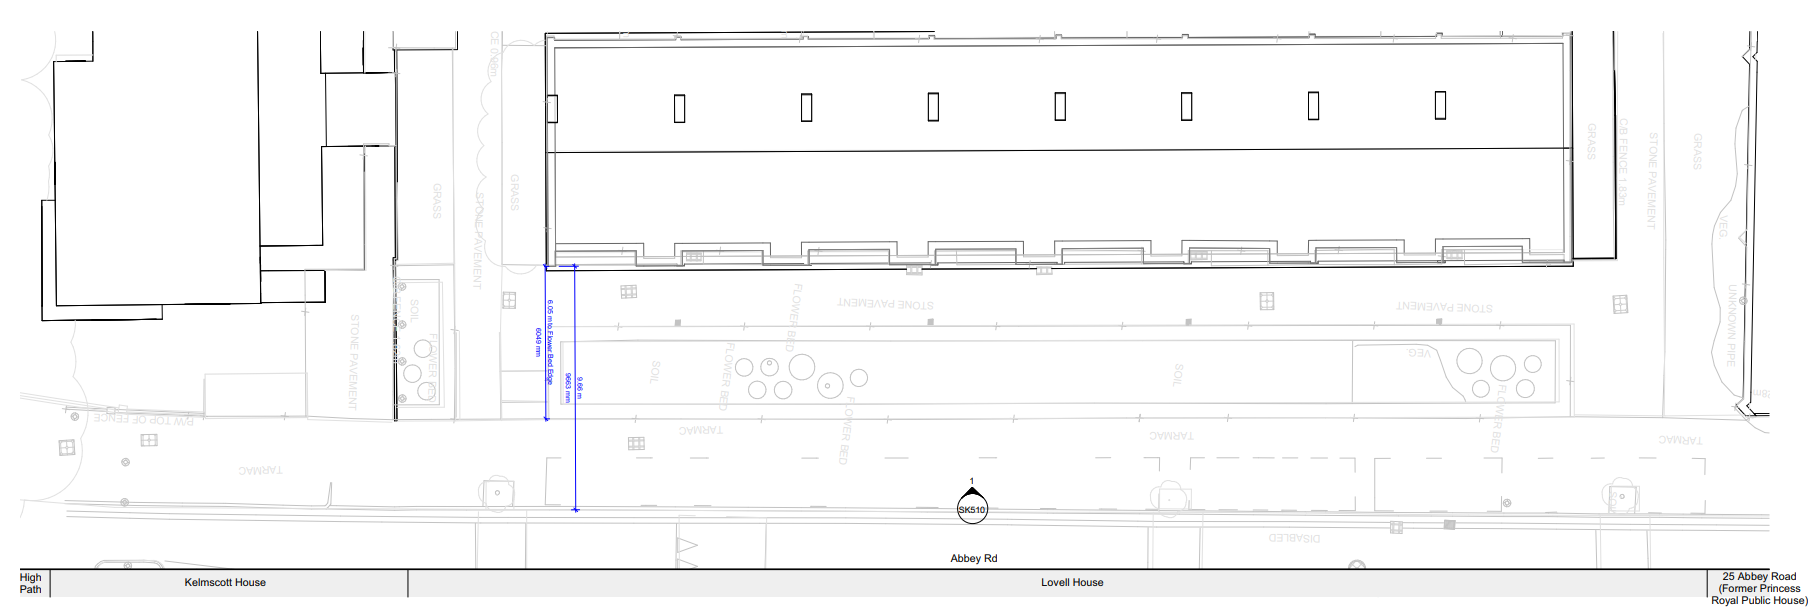 CE 0.98m
GRASS
GRASS
STONE PAVEMENT
GRASS
C/B FENCE 1.83m
STONE PAVEMENT
GRASS
VEG
UNKNOWN PIPE
SOIL
FLOWER BED
STONE PAVEMENT
6.05 m to Flower Bed Edge
6049 mm
9.66 m
9663 mm
FLOWER BED
STONE PAVEMENT
STONE PAVEMENT
SOIL
FLOWER BED
SOIL
VEG.
FLOWER BED
FLOWER BED
B/W TOP OF FENCE
TARMAC
TARMAC
TARMAC
TARMAC
1
SK510
DISABLED
Abbey Rd
High
Path
Kelmscott House
Lovell House
25 Abbey Road
(Former Princess
Royal Public House)